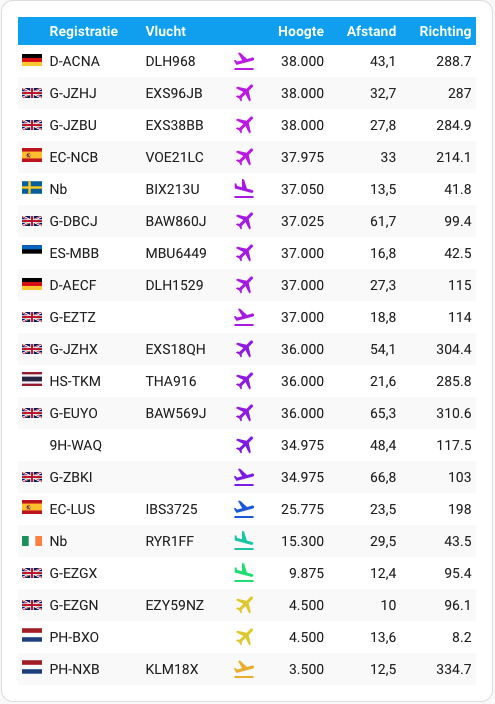 Registratie Vlucht Hoogte Afstand Richting
D-ACNA DLH968 38.000 43,1 288.7
G-JZHJ EXS96JB 38.000 32,7 287
G-JZBU EXS38BB 38.000 27,8 284.9
EC-NCB VOE21LC 37.975 33 214.1
Nb BIX213U 37.050 13,5 41.8
G-DBCJ BAW860J 37.025 61,7 99.4
ES-MBB MBU6449 37.000 16,8 42.5
D-AECF DLH1529 37.000 27,3 115
G-EZTZ 37.000 18,8 114
G-JZHX EXS18QH 36.000 54,1 304.4
HS-TKM THA916 36.000 21,6 285.8
G-EUYO BAW569J 36.000 65,3 310.6
9H-WAQ 34.975 48,4 117.5
G-ZBKI 34.975 66,8 103
EC-LUS IBS3725 25.775 23,5 198
Nb RYR1FF 15.300 29,5 43.5
G-EZGX 9.875 12,4 95.4
G-EZGN EZY59NZ 4.500 10 96.1
PH-BXO 4.500 13,6 8.2
PH-NXB KLM18X 3.500 12,5 334.7